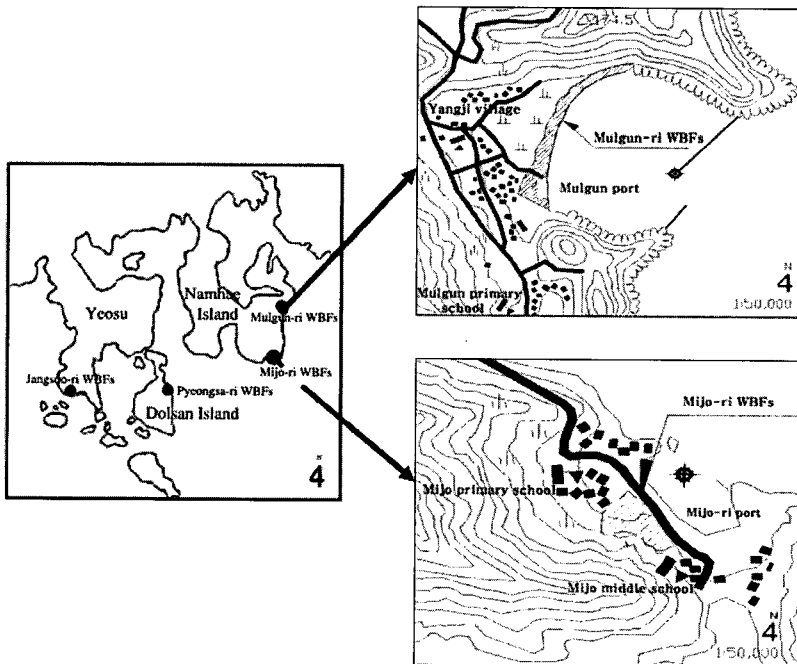 Yeosu
Namhae
Island
Mulgun-ri WBFs
Mijo-ri WBFs
Jangsoo-ri WBFs
Pyeongsa-ri WBFs
Dolsan Island
N
4
174.5
Yangji village
Mulgun-ri WBFs
Mulgun port
Mulgun primary
school
N
4
1:50,000
Mijo-ri WBFs
Mijo primary school
Mijo-ri port
Mijo middle school
N
4
1:50,000